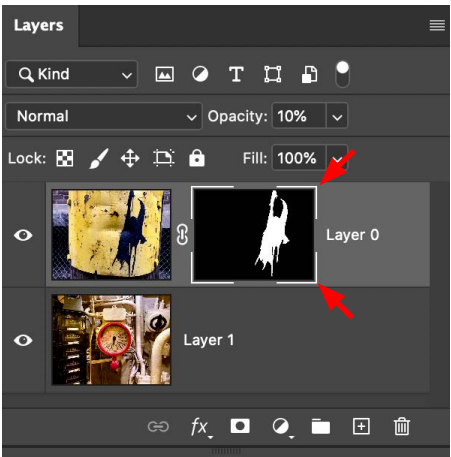 Layers
Kind
Normal Opacity: 10%
Lock: Fill: 100%
Layer 0
Layer 1
fx